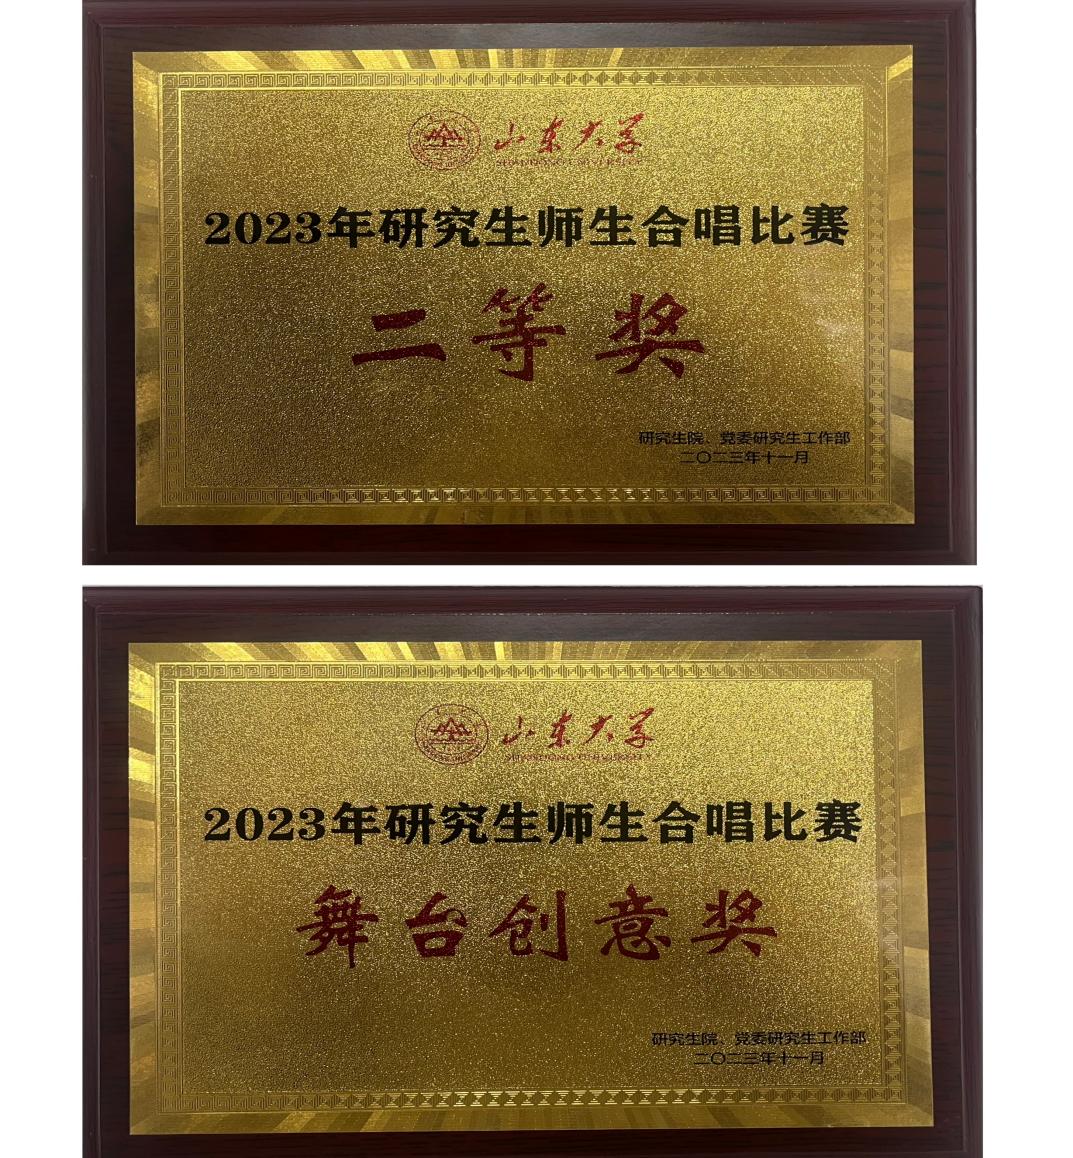 山东大学
SHANDONG UNIVERSITY
2023年研究生师生合唱比赛
二等奖
研究生院、党委研究生工作部
二〇二三年十一月
山东大学
SHANDONG UNIVERSITY
2023年研究生师生合唱比赛
舞台创意奖
研究生院、党委研究生工作部
二〇二三年十一月